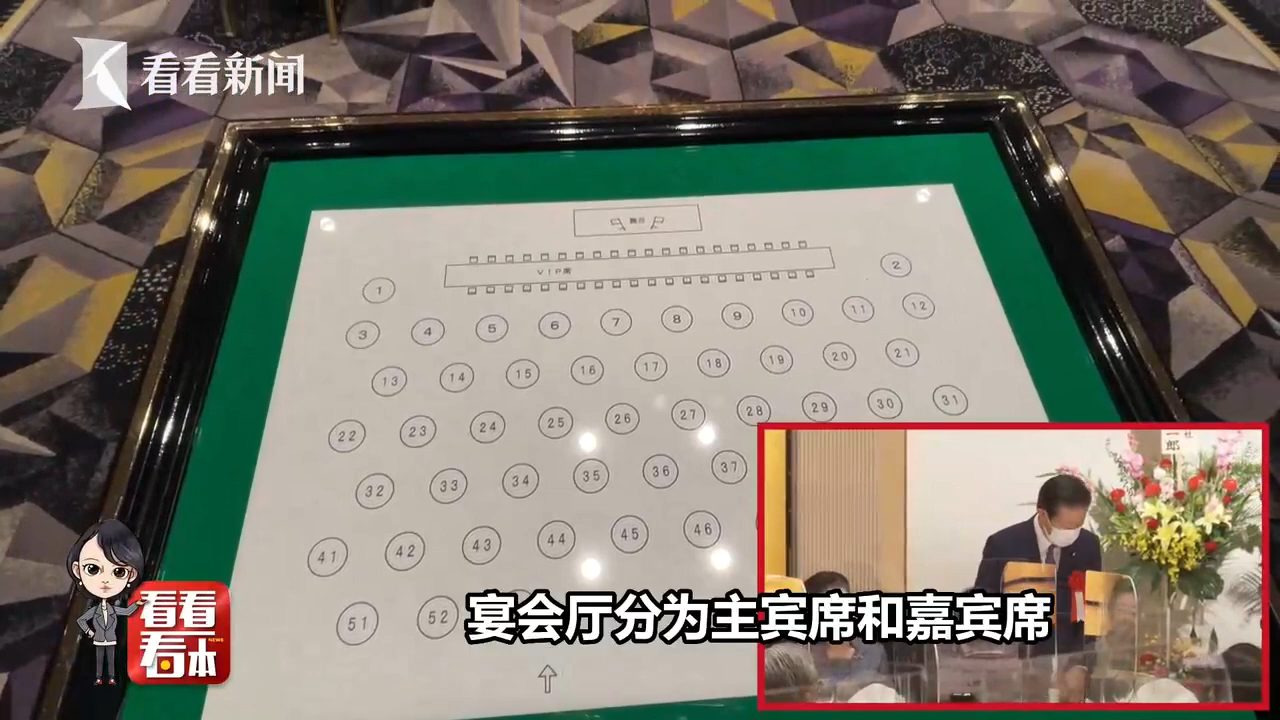 看看新闻
舞台
VIP席
1
2
3 4 5 6 7 8 9 10 11 12
13 14 15 16 17 18 19 20 21
22 23 24 25 26 27 28 29 30 31
32 33 34 35 36 37
41 42 43 44 45 46
51 52
郎
看看
NEWS
看本
宴会厅分为主宾席和嘉宾席